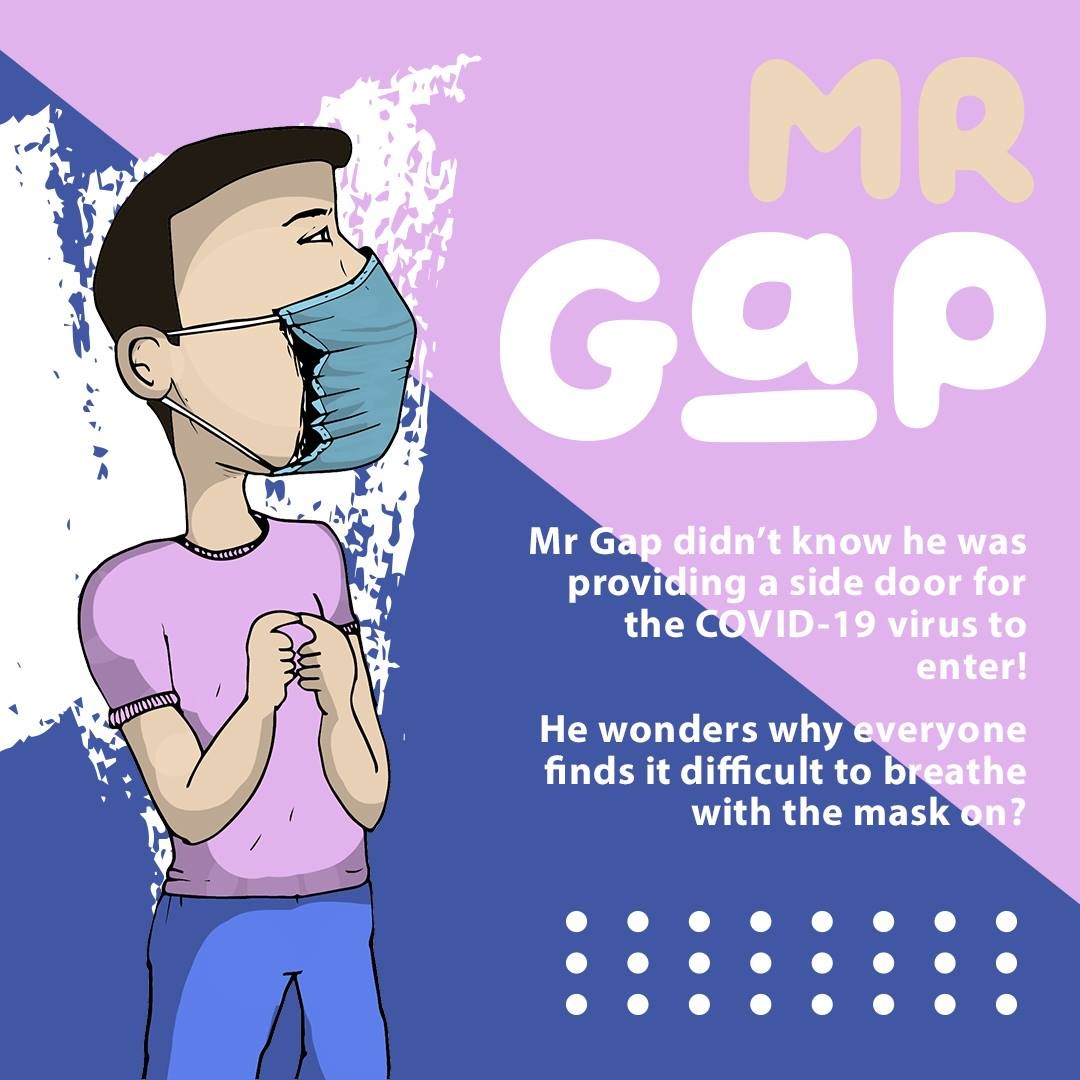 MR
Gap
Mr Gap didn’t know he was
providing a side door for
the COVID-19 virus to
enter!
He wonders why everyone
finds it difficult to breathe
with the mask on?